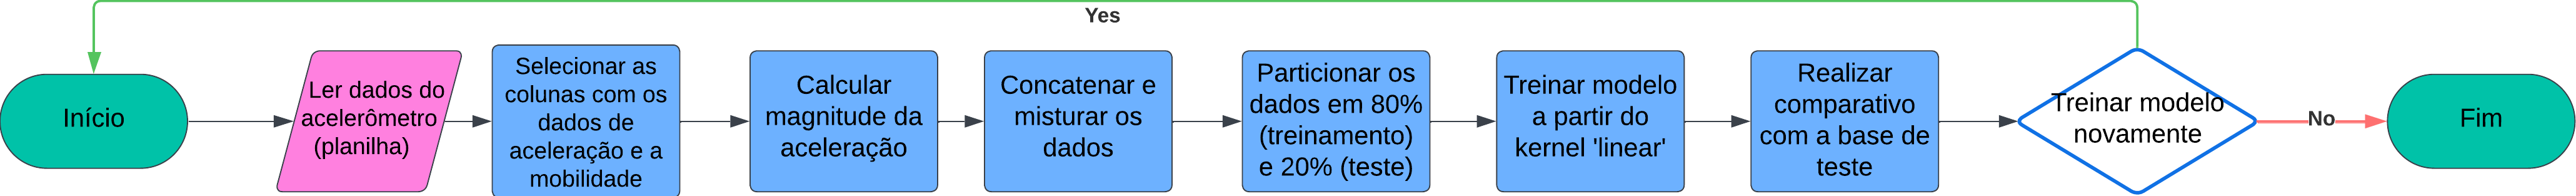 Yes
Início
Ler dados do
acelerômetro
(planilha)
Selecionar as
colunas com os
dados de
aceleração e a
mobilidade
Calcular
magnitude da
aceleração
Concatenar e
misturar os
dados
Particionar os
dados em 80%
(treinamento)
e 20% (teste)
Treinar modelo
a partir do
kernel 'linear'
Realizar
comparativo
com a base de
teste
Treinar modelo
novamente
No
Fim